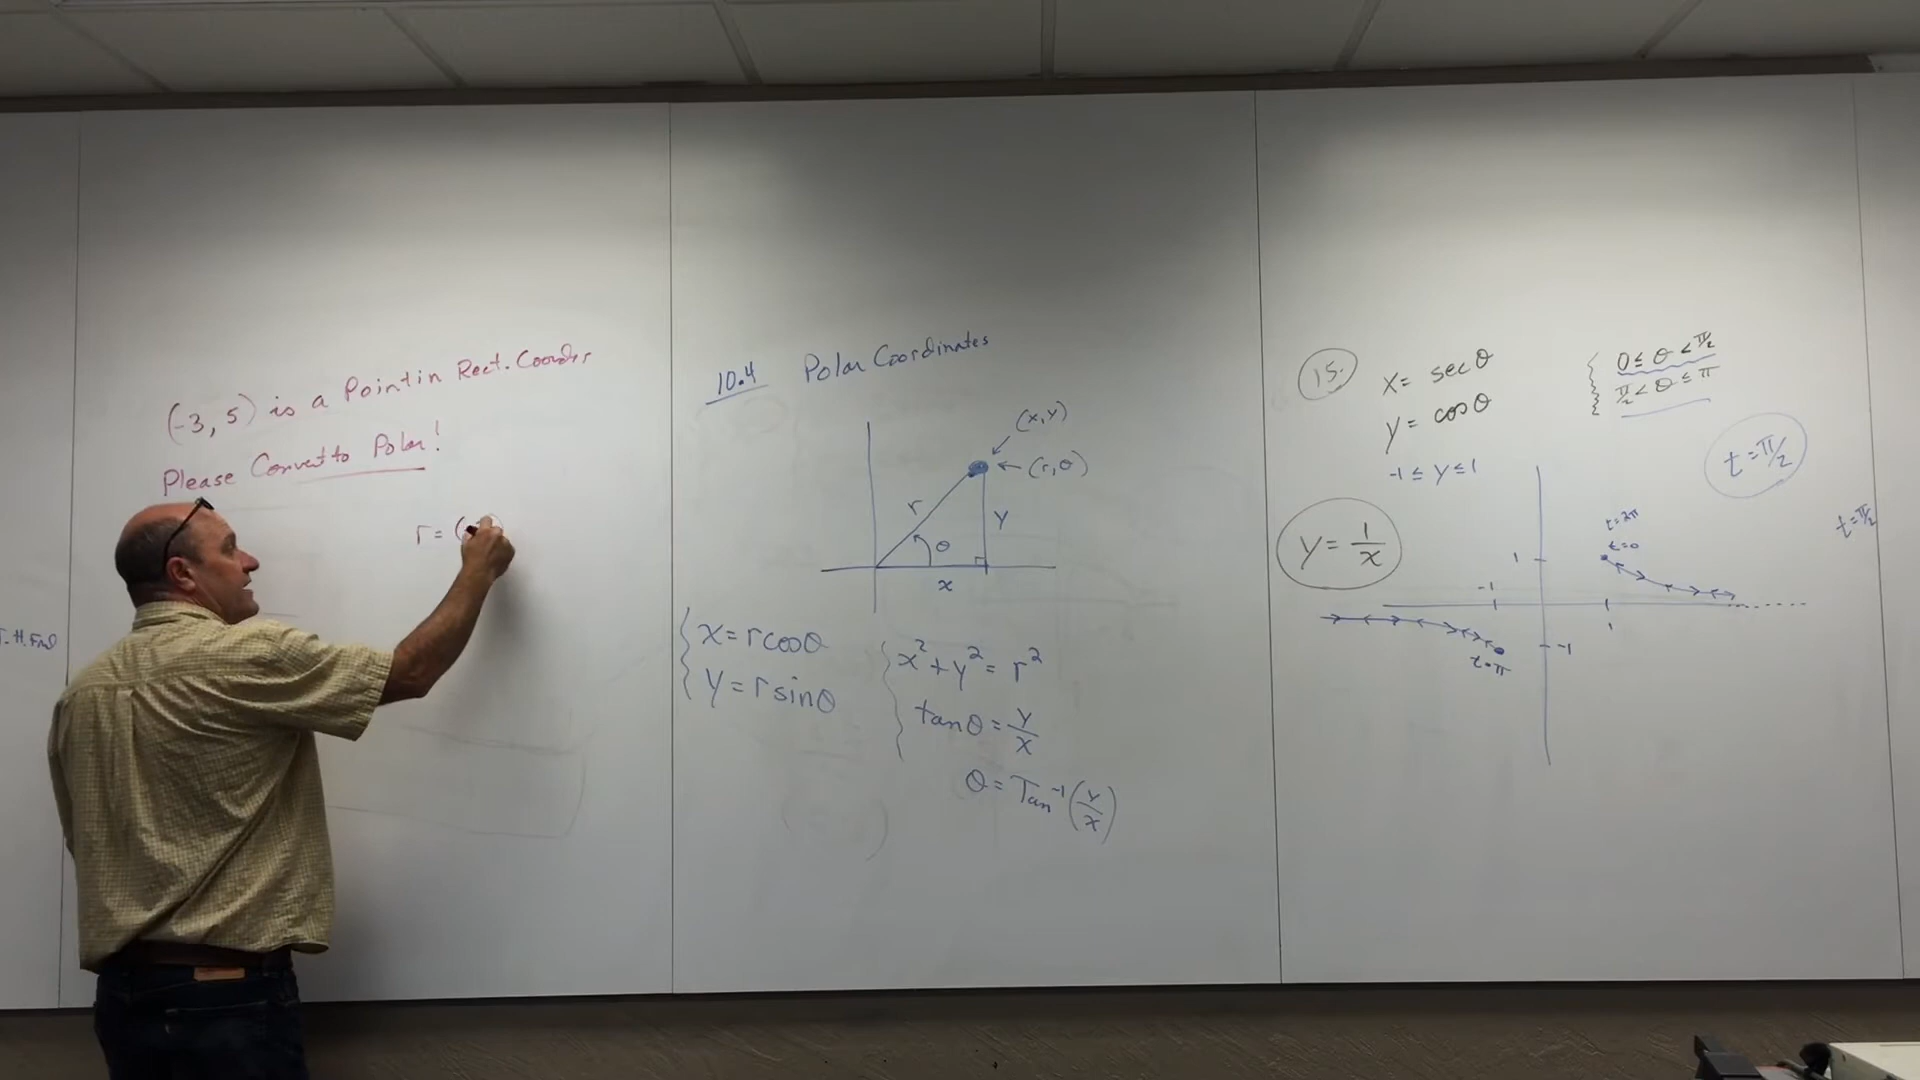 (-3, 5) is a Point in Rect. Coordes,
Please Convert to Polar!
r = (
10.4 Polar Coordinates
(x,y)
(r,θ)
r
y
θ
x
x = r cosθ
y = r sinθ
x² + y² = r²
tanθ = y/x
θ = Tan⁻¹(y/x)
15.
x = secθ
y = cosθ
0 ≤ θ < π/2
π/2 < θ ≤ π
-1 ≤ y ≤ 1
t = π/2
y = 1/x
t = 2π
t = 0
t = π/2
1
-1
1
-1
t = π